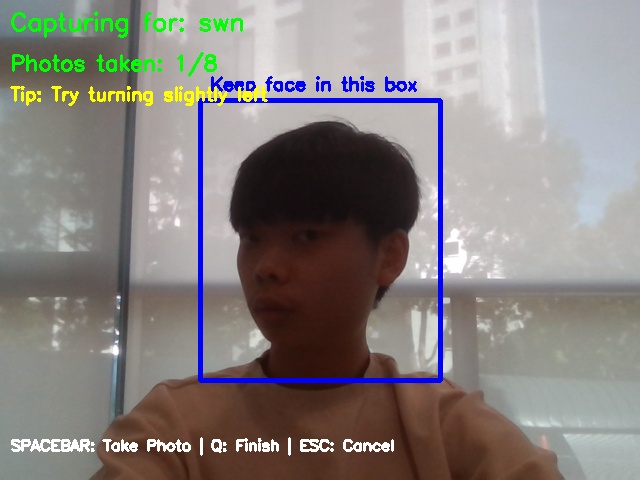 Capturing for: swn
Photos taken: 1/8
Keep face in this box
Tip: Try turning slightly left
SPACEBAR: Take Photo | Q: Finish | ESC: Cancel